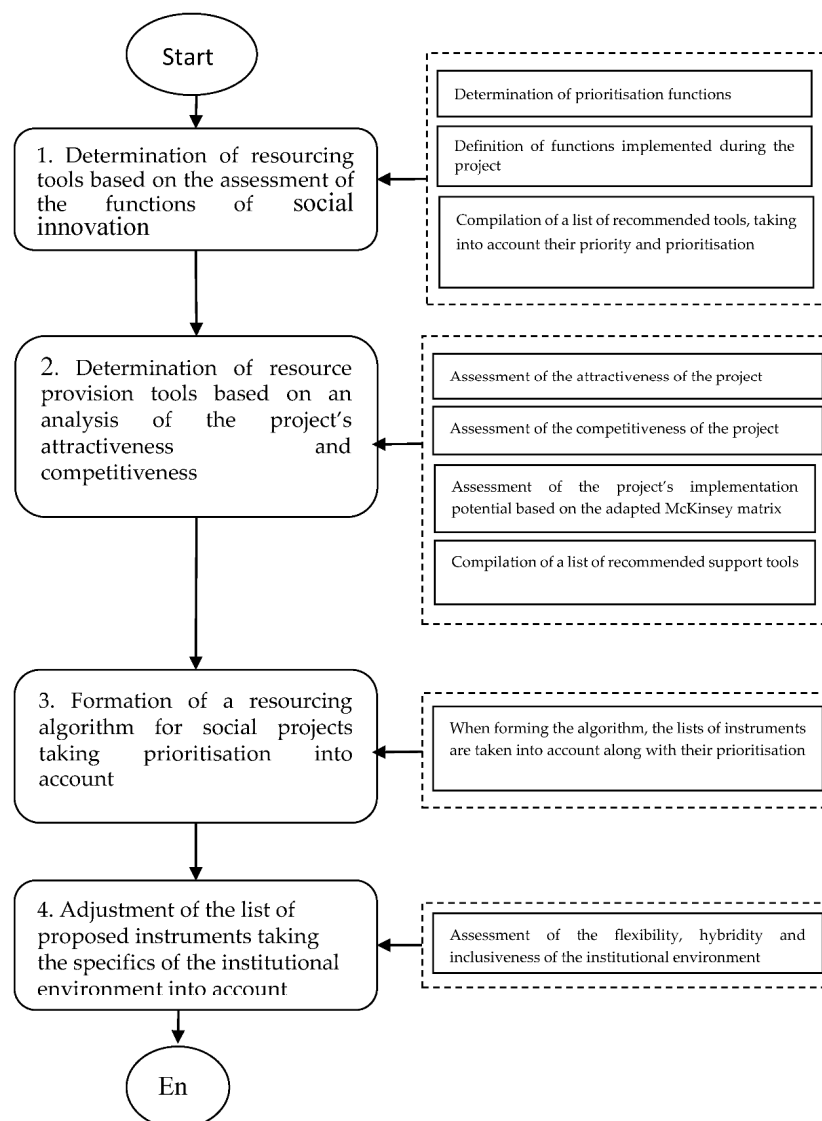 Start
Determination of prioritisation functions
Definition of functions implemented during the
project
Compilation of a list of recommended tools, taking
into account their priority and prioritisation
1. Determination of resourcing
tools based on the assessment of
the functions of social
innovation
2. Determination of resource
provision tools based on an
analysis of the project's
attractiveness and
competitiveness
Assessment of the attractiveness of the project
Assessment of the competitiveness of the project
Assessment of the project's implementation
potential based on the adapted McKinsey matrix
Compilation of a list of recommended support tools
3. Formation of a resourcing
algorithm for social projects
taking prioritisation into
account
When forming the algorithm, the lists of instruments
are taken into account along with their prioritisation
4. Adjustment of the list of
proposed instruments taking
the specifics of the institutional
environment into account
Assessment of the flexibility, hybridity and
inclusiveness of the institutional environment
En